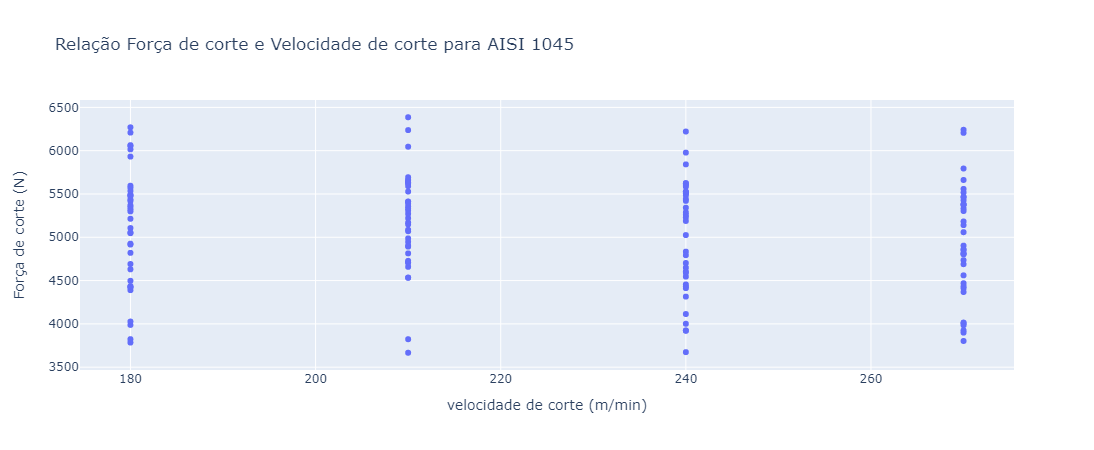 Relação Força de corte e Velocidade de corte para AISI 1045
6500
6000
5500
5000
4500
4000
3500
Força de corte (N)
180 200 220 240 260
velocidade de corte (m/min)